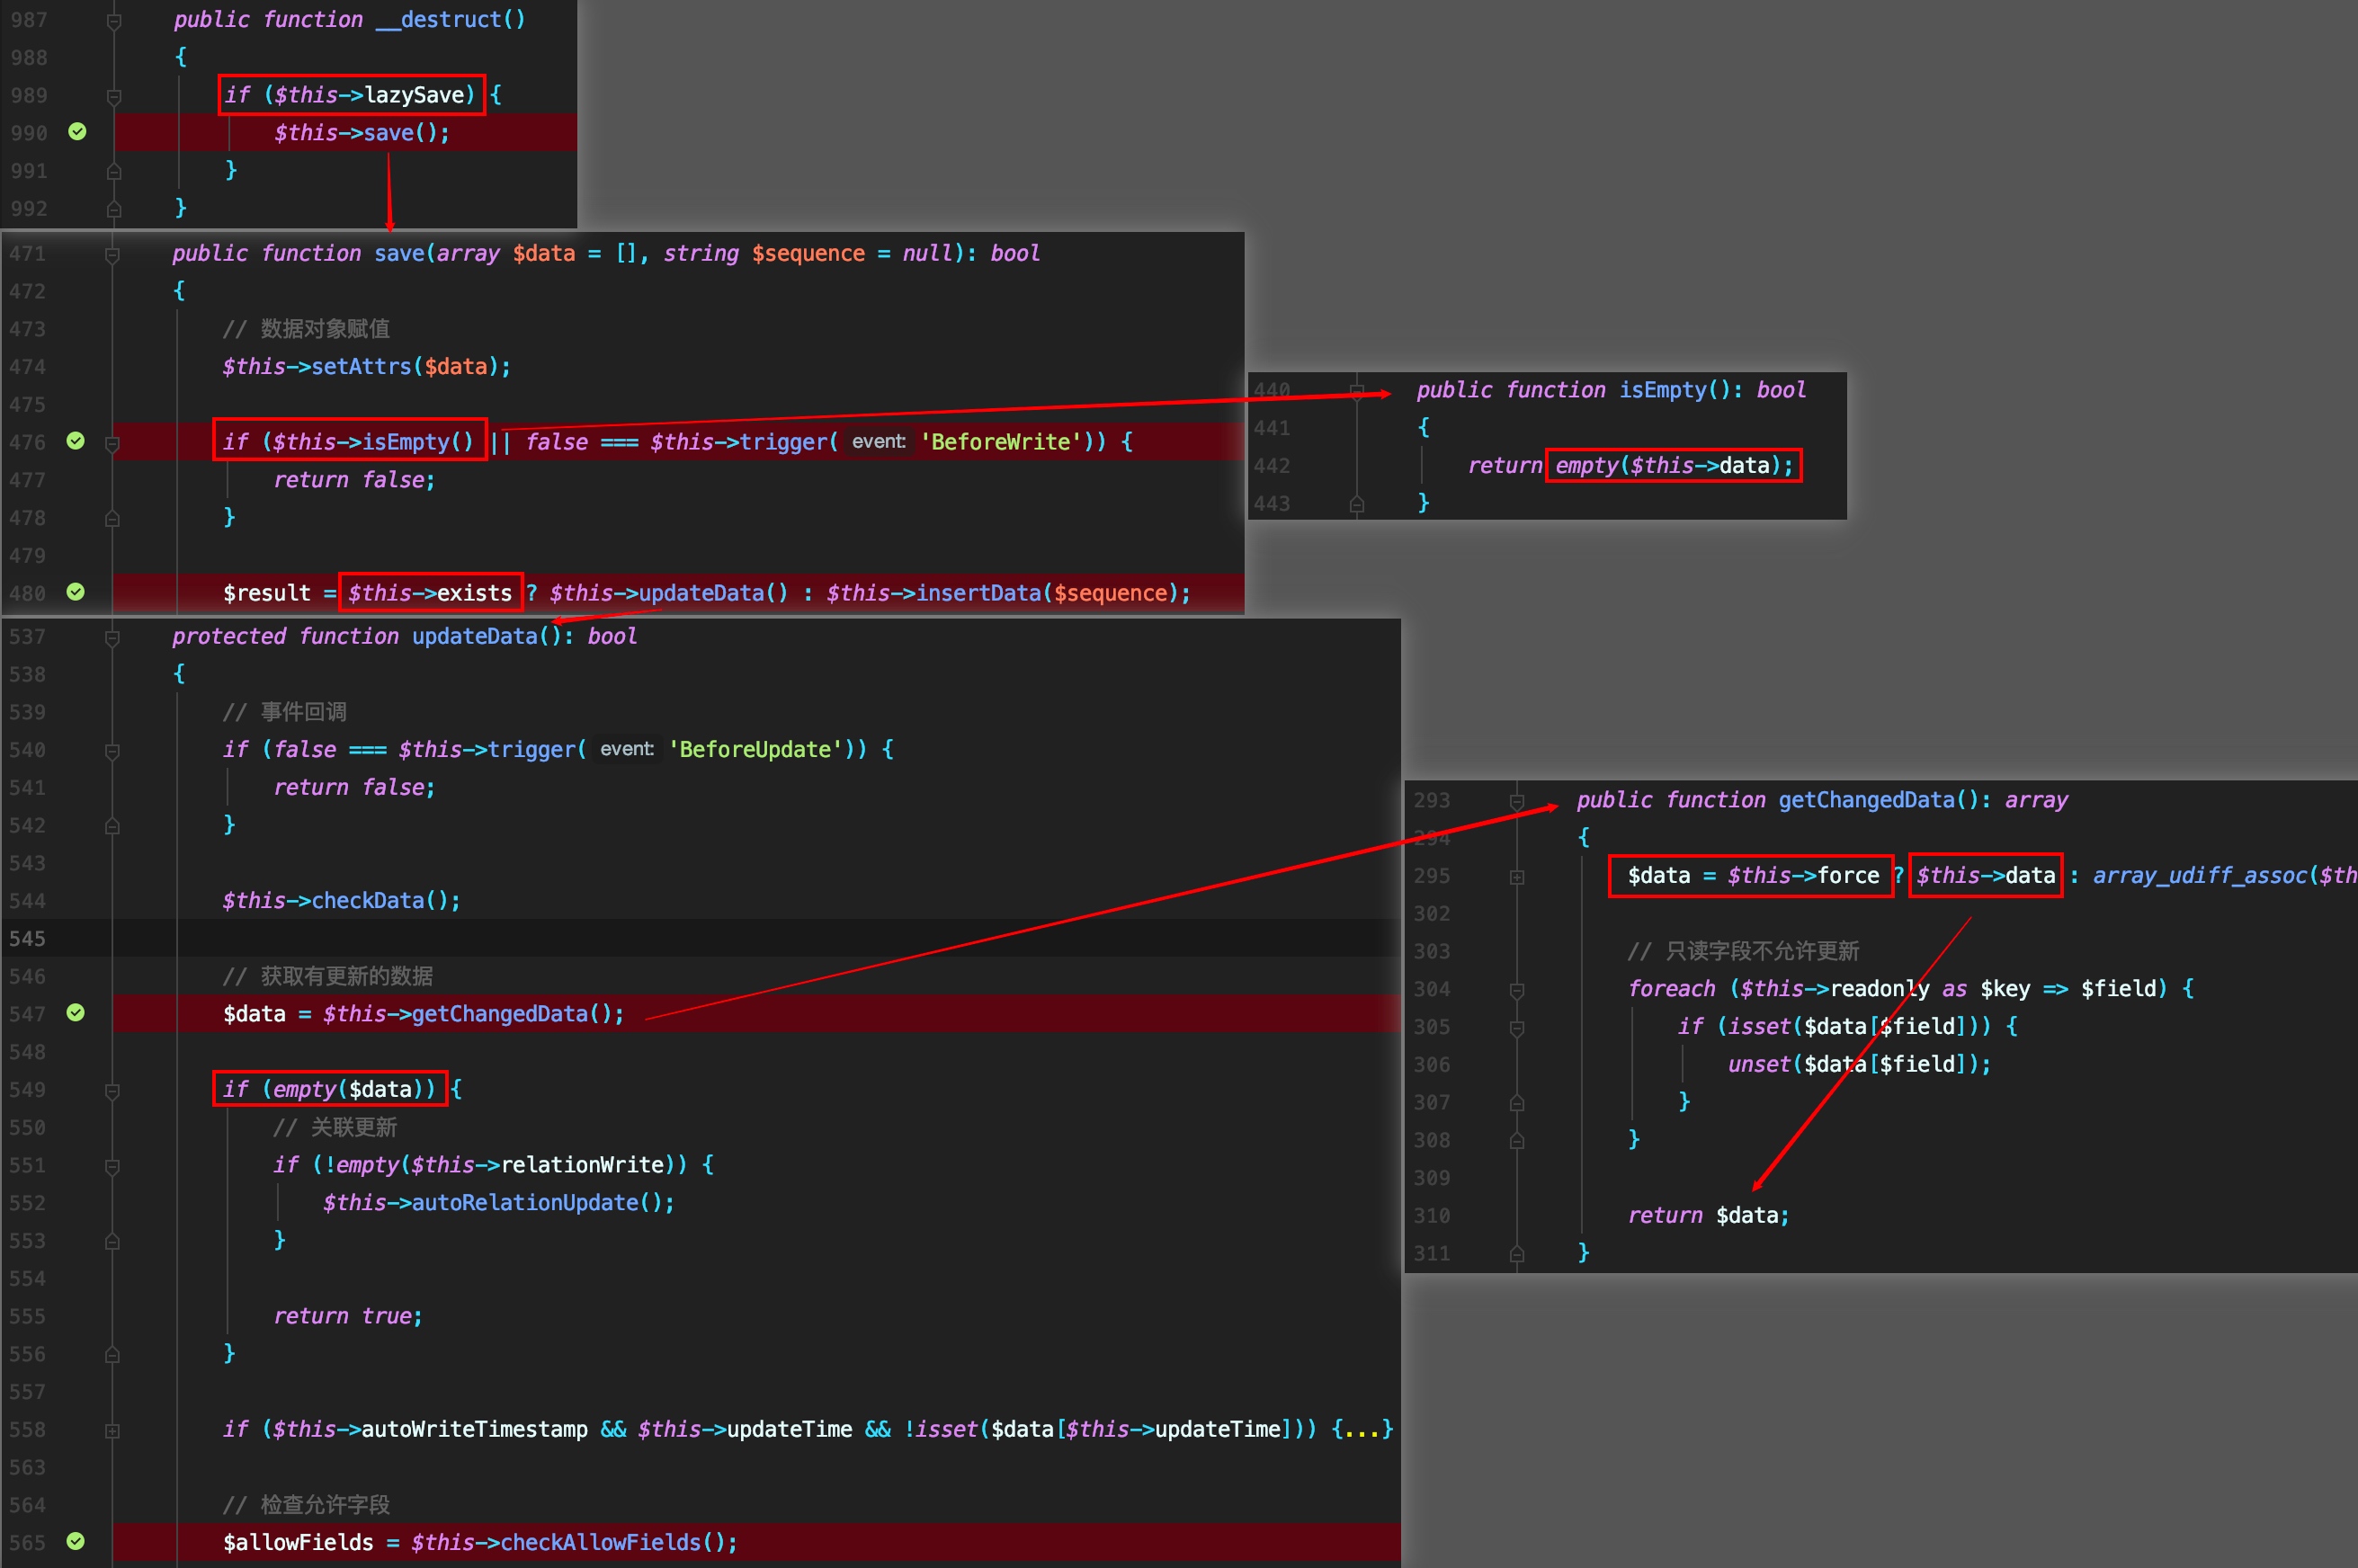 987 public function __destruct()
988 {
989 if ($this->lazySave) {
990 $this->save();
991 }
992 }
471 public function save(array $data = [], string $sequence = null): bool
472 {
473 // 数据对象赋值
474 $this->setAttrs($data);
475
476 if ($this->isEmpty() || false === $this->trigger( event: 'BeforeWrite')) {
477 return false;
478 }
479
480 $result = $this->exists ? $this->updateData() : $this->insertData($sequence);
440 public function isEmpty(): bool
441 {
442 return empty($this->data);
443 }
537 protected function updateData(): bool
538 {
539 // 事件回调
540 if (false === $this->trigger( event: 'BeforeUpdate')) {
541 return false;
542 }
543
544 $this->checkData();
545
546 // 获取有更新的数据
547 $data = $this->getChangedData();
548
549 if (empty($data)) {
550 // 关联更新
551 if (!empty($this->relationWrite)) {
552 $this->autoRelationUpdate();
553 }
554
555 return true;
556 }
557
558 if ($this->autoWriteTimestamp && $this->updateTime && !isset($data[$this->updateTime])) {...}
563
564 // 检查允许字段
565 $allowFields = $this->checkAllowFields();
293 public function getChangedData(): array
294 {
295 $data = $this->force ? $this->data : array_udiff_assoc($th
302
303 // 只读字段不允许更新
304 foreach ($this->readonly as $key => $field) {
305 if (isset($data[$field])) {
306 unset($data[$field]);
307 }
308 }
309
310 return $data;
311 }